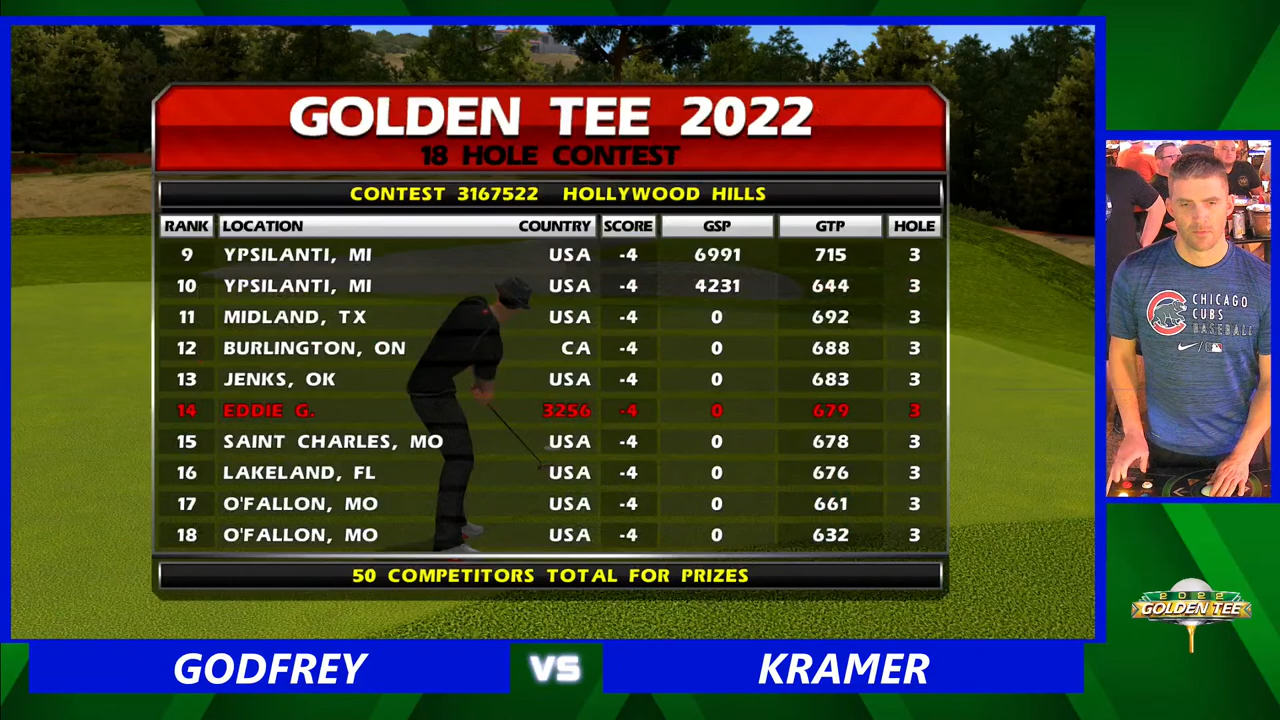 GOLDEN TEE 2022
18 HOLE CONTEST
CONTEST 3167522 HOLLYWOOD HILLS
RANK LOCATION COUNTRY SCORE GSP GTP HOLE
9 YPSILANTI, MI USA -4 6991 715 3
10 YPSILANTI, MI USA -4 4231 644 3
11 MIDLAND, TX USA -4 0 692 3
12 BURLINGTON, ON CA -4 0 688 3
13 JENKS, OK USA -4 0 683 3
14 EDDIE G. 3256 -4 0 679 3
15 SAINT CHARLES, MO USA -4 0 678 3
16 LAKELAND, FL USA -4 0 676 3
17 O'FALLON, MO USA -4 0 661 3
18 O'FALLON, MO USA -4 0 632 3
50 COMPETITORS TOTAL FOR PRIZES
CHICAGO
CUBS
BASEBALL
2022
GOLDEN TEE
GODFREY VS KRAMER